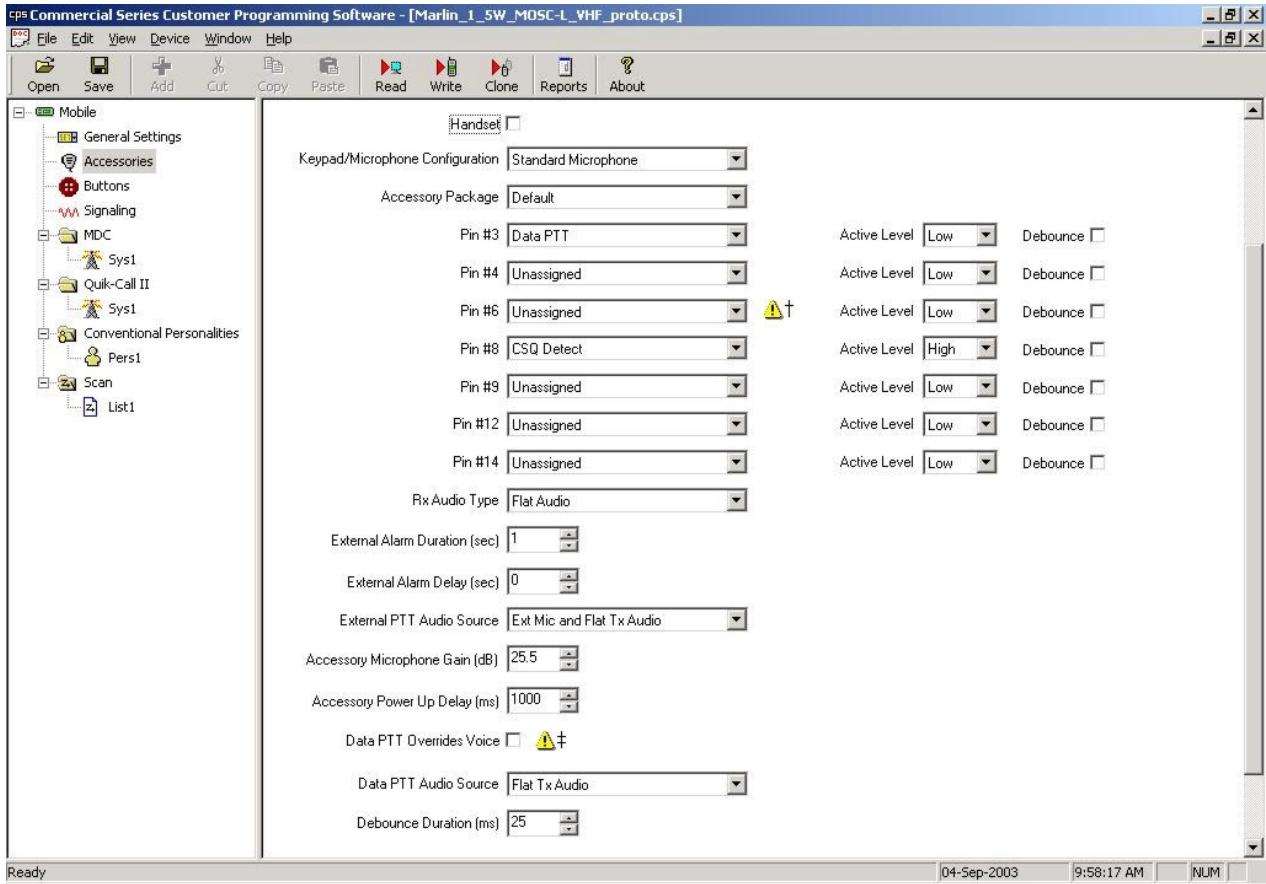 cps Commercial Series Customer Programming Software - [Marlin_1_5W_MOSC-L_VHF_proto.cps]
File Edit View Device Window Help
Open Save Add Cut Copy Paste Read Write Clone Reports About
Mobile
General Settings
Accessories
Buttons
Signaling
MDC
Sys1
Quik-Call II
Sys1
Conventional Personalities
Pers1
Scan
List1
Handset
Keypad/Microphone Configuration Standard Microphone
Accessory Package Default
Pin #3 Data PTT Active Level Low Debounce
Pin #4 Unassigned Active Level Low Debounce
Pin #6 Unassigned † Active Level Low Debounce
Pin #8 CSQ Detect Active Level High Debounce
Pin #9 Unassigned Active Level Low Debounce
Pin #12 Unassigned Active Level Low Debounce
Pin #14 Unassigned Active Level Low Debounce
Rx Audio Type Flat Audio
External Alarm Duration (sec) 1
External Alarm Delay (sec) 0
External PTT Audio Source Ext Mic and Flat Tx Audio
Accessory Microphone Gain (dB) 25.5
Accessory Power Up Delay (ms) 1000
Data PTT Overrides Voice ‡
Data PTT Audio Source Flat Tx Audio
Debounce Duration (ms) 25
Ready 04-Sep-2003 9:58:17 AM NUM